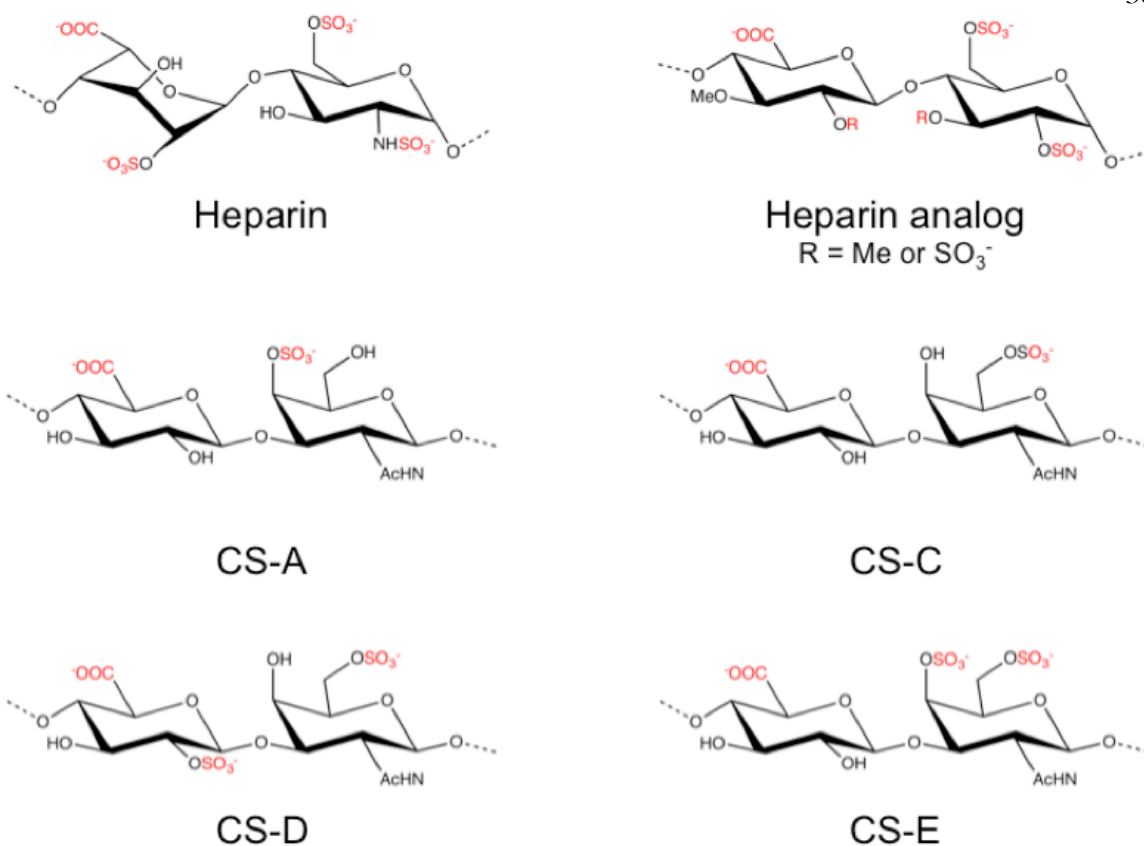 ⁻OOC
OSO₃⁻
OH
O
O
O
O
HO
NHSO₃⁻
⁻O₃SO
O
Heparin
⁻OOC
OSO₃⁻
O
O
O
O
MeO
OR
RO
OSO₃⁻
O
Heparin analog
R = Me or SO₃⁻
⁻OOC
OSO₃⁻
OH
O
O
O
HO
OH
O
O
AcHN
CS-A
⁻OOC
OH
OSO₃⁻
O
O
O
HO
OH
O
O
AcHN
CS-C
⁻OOC
OH
OSO₃⁻
O
O
O
HO
OSO₃⁻
O
O
AcHN
CS-D
⁻OOC
OSO₃⁻
OSO₃⁻
O
O
O
HO
OH
O
O
AcHN
CS-E